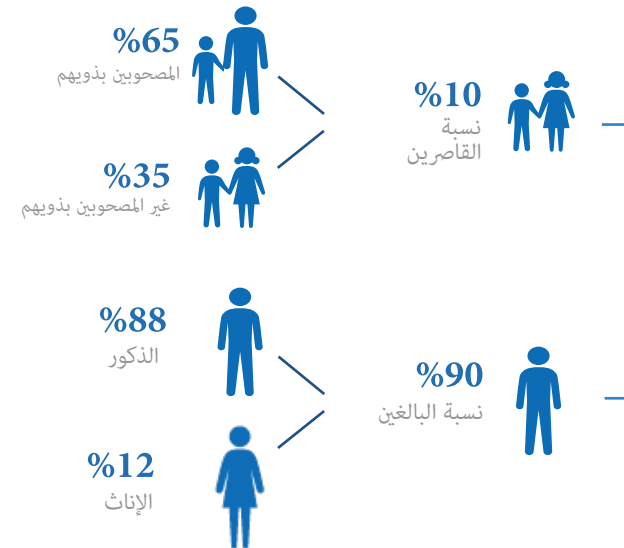 %10
نسبة
القاصرين
%65
المصحوبين بذويهم
%35
غير المصحوبين بذويهم
%90
نسبة البالغين
%88
الذكور
%12
الإناث